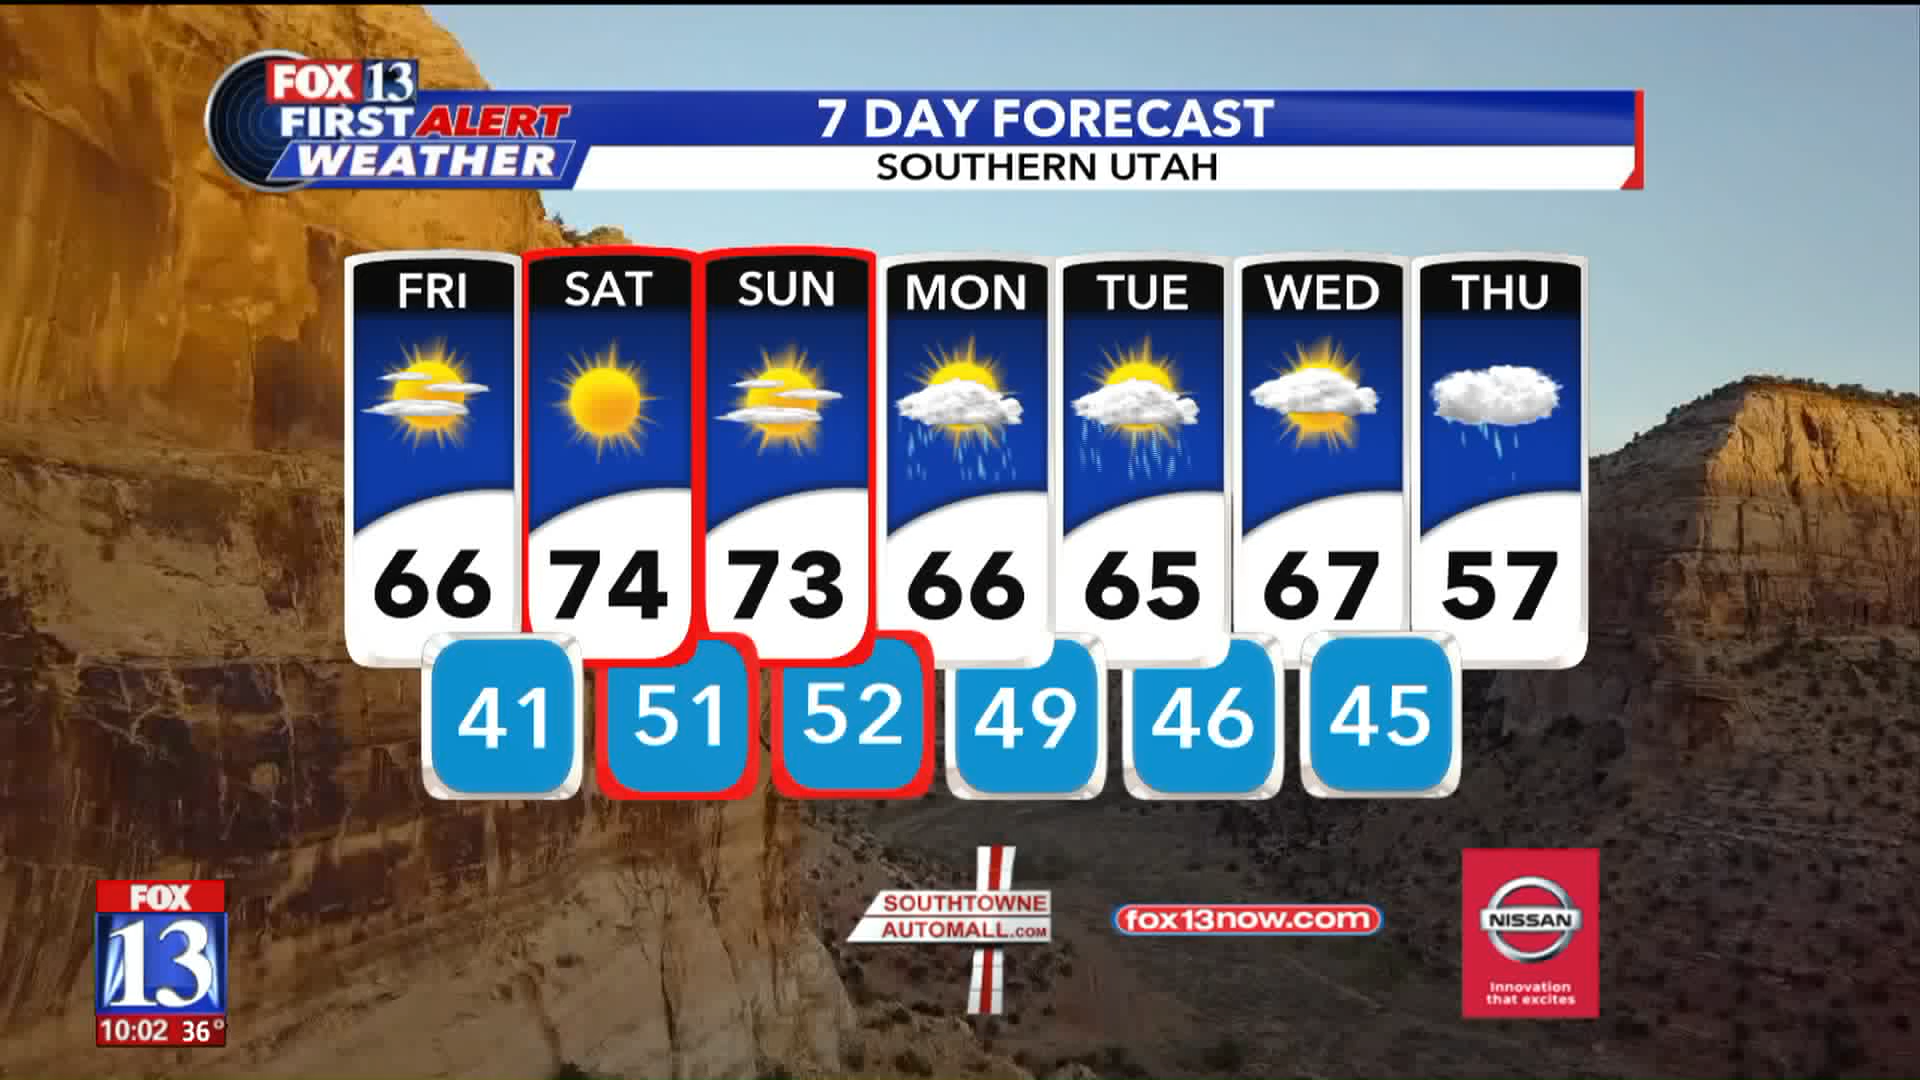 FOX 13
FIRST ALERT
WEATHER
7 DAY FORECAST
SOUTHERN UTAH
FRI SAT SUN MON TUE WED THU
66 74 73 66 65 67 57
41 51 52 49 46 45
SOUTHTOWNE
AUTOMALL.COM
fox13now.com
NISSAN
Innovation
that excites
FOX
13
10:02 36°